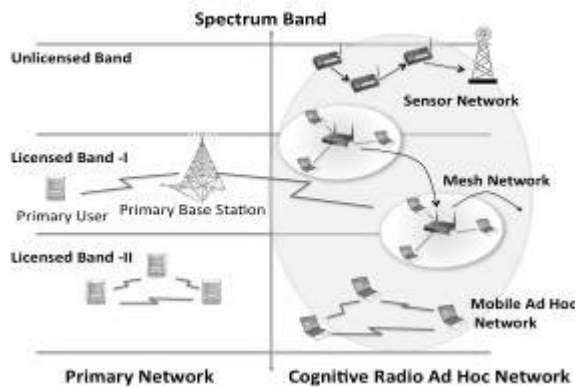 Spectrum Band
Unlicensed Band
Sensor Network
Licensed Band -I
Mesh Network
Primary User
Primary Base Station
Licensed Band -II
Mobile Ad Hoc
Network
Primary Network
Cognitive Radio Ad Hoc Network